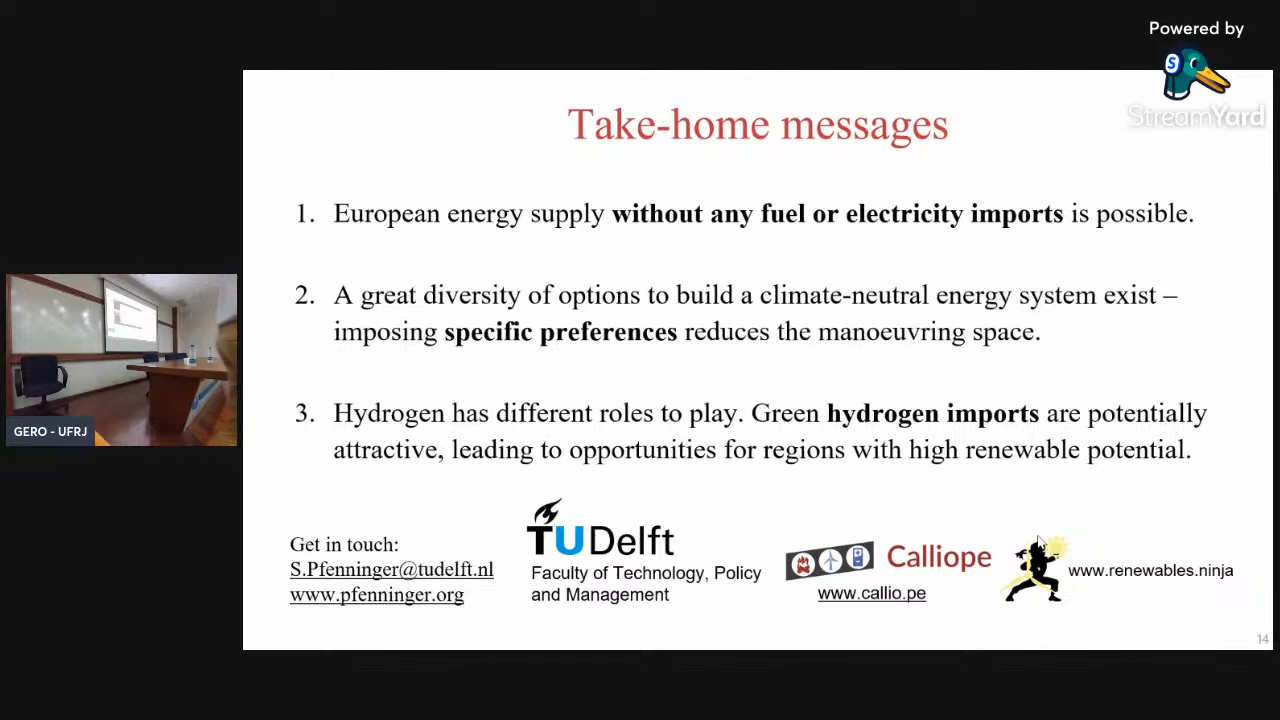 Powered by
StreamYard
Take-home messages
1. European energy supply without any fuel or electricity imports is possible.
2. A great diversity of options to build a climate-neutral energy system exist –
imposing specific preferences reduces the manoeuvring space.
3. Hydrogen has different roles to play. Green hydrogen imports are potentially
attractive, leading to opportunities for regions with high renewable potential.
GERO - UFRJ
Get in touch:
S.Pfenninger@tudelft.nl
www.pfenninger.org
TUDelft
Faculty of Technology, Policy
and Management
Calliope
www.callio.pe
www.renewables.ninja
14